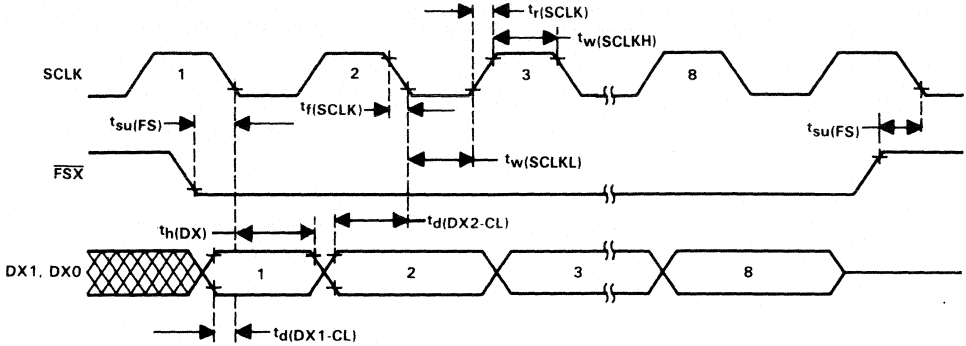 tr(SCLK)
tw(SCLKH)
SCLK
1
2
3
8
tf(SCLK)
tsu(FS)
tsu(FS)
tw(SCLKL)
FSX
th(DX)
td(DX2-CL)
DX1, DX0
1
2
3
8
td(DX1-CL)